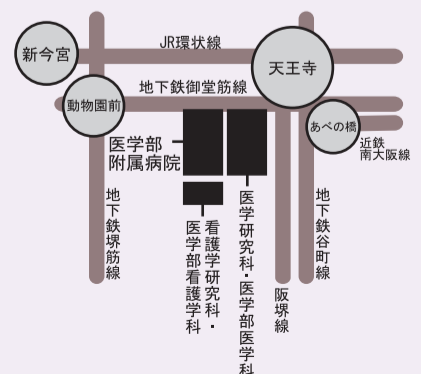 新今宮
JR環状線
天王寺
動物園前
地下鉄御堂筋線
あべの橋
近鉄
南大阪線
医学部
附属病院
地下鉄堺筋線
看護学研究科・
医学部看護学科
医学研究科・医学部医学科
阪堺線
地下鉄谷町線